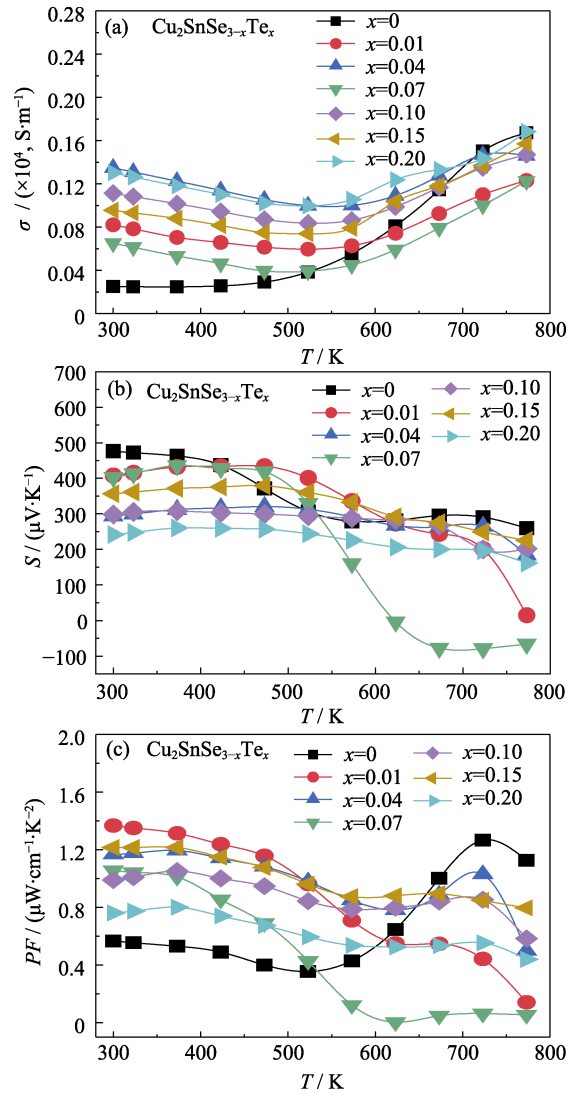 (a) Cu₂SnSe₃₋ₓTeₓ
x=0
x=0.01
x=0.04
x=0.07
x=0.10
x=0.15
x=0.20
σ / (×10⁴, S·m⁻¹)
0.28
0.24
0.20
0.16
0.12
0.08
0.04
0
300 400 500 600 700 800
T / K
(b) Cu₂SnSe₃₋ₓTeₓ
x=0
x=0.01
x=0.04
x=0.07
x=0.10
x=0.15
x=0.20
S / (μV·K⁻¹)
700
600
500
400
300
200
100
0
−100
300 400 500 600 700 800
T / K
(c) Cu₂SnSe₃₋ₓTeₓ
x=0
x=0.01
x=0.04
x=0.07
x=0.10
x=0.15
x=0.20
PF / (μW·cm⁻¹·K⁻²)
2.0
1.6
1.2
0.8
0.4
0
300 400 500 600 700 800
T / K